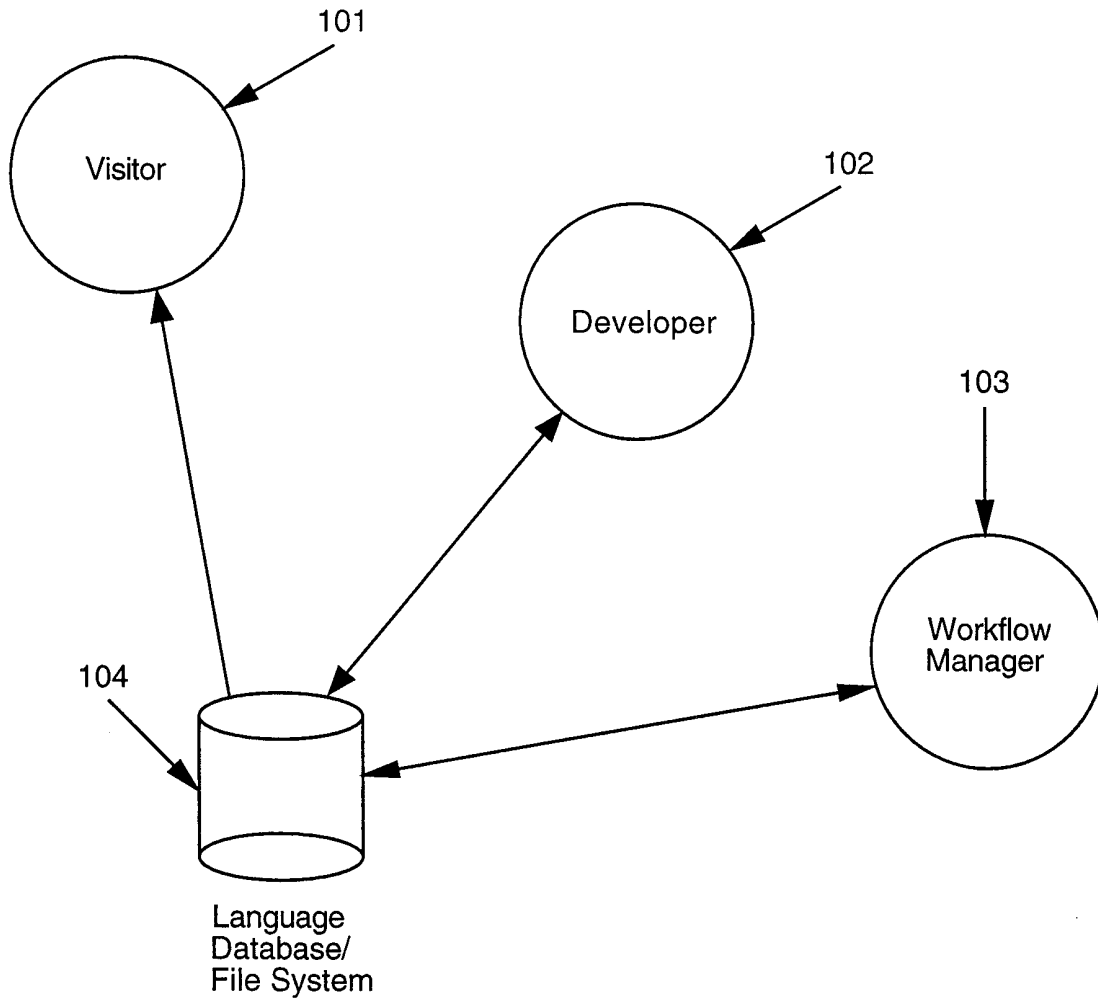 101
Visitor
102
Developer
103
Workflow
Manager
104
Language
Database/
File System